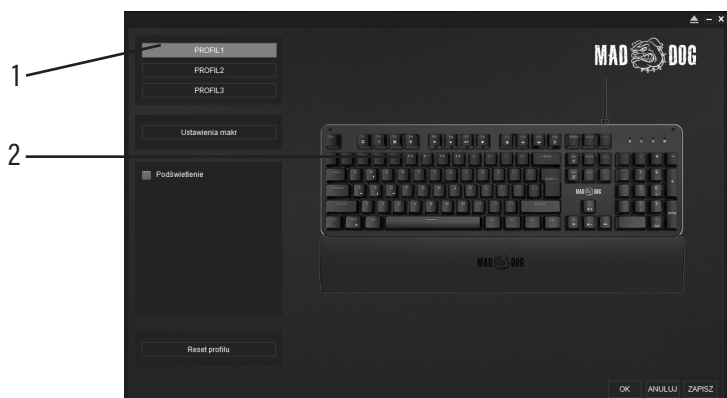 PROFIL1
1
MAD DOG
PROFIL2
PROFIL3
Ustawienia makr
2
Podświetlenie
MAD DOG
MAD DOG
Reset profilu
OK ANULUJ ZAPISZ